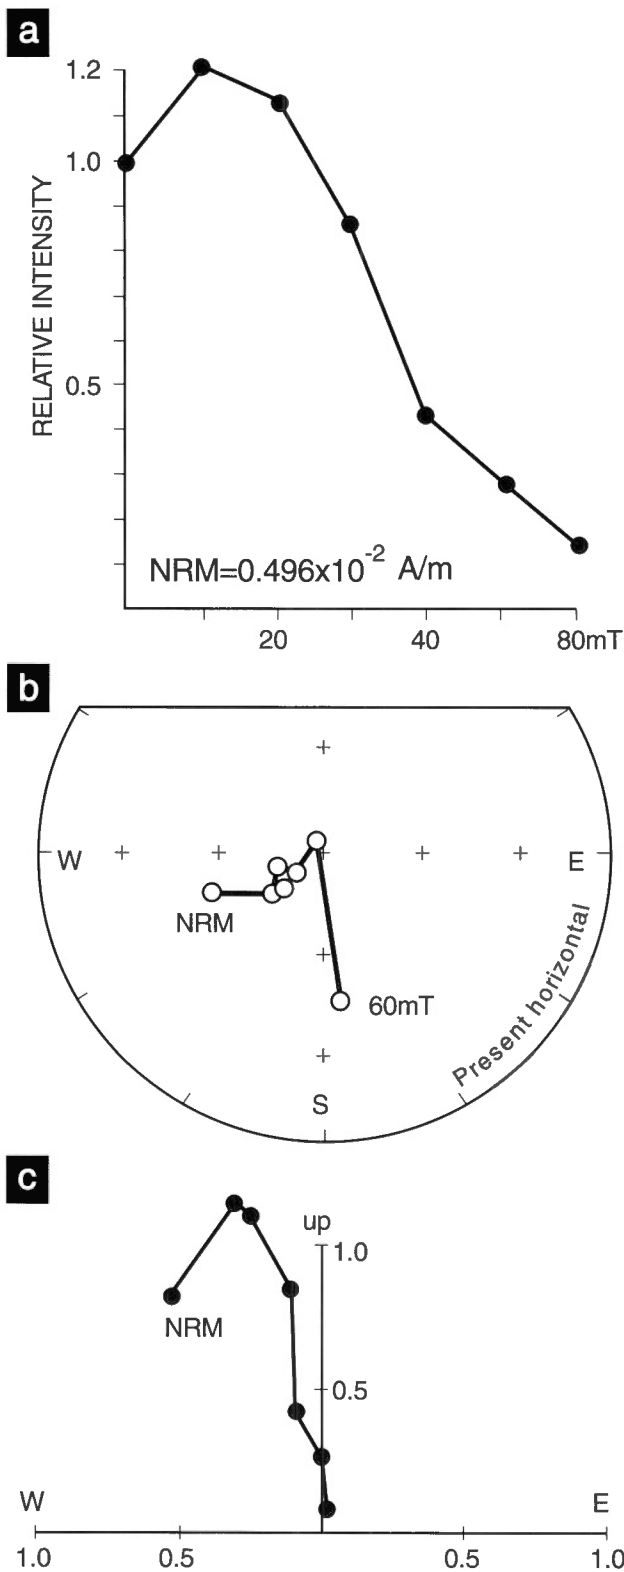 a
1.2
1.0
RELATIVE INTENSITY
0.5
NRM=0.496x10-2 A/m
20 40 80mT
b
W E
NRM
60mT
Present horizontal
S
c
up
1.0
NRM
0.5
W E
1.0 0.5 0.5 1.0